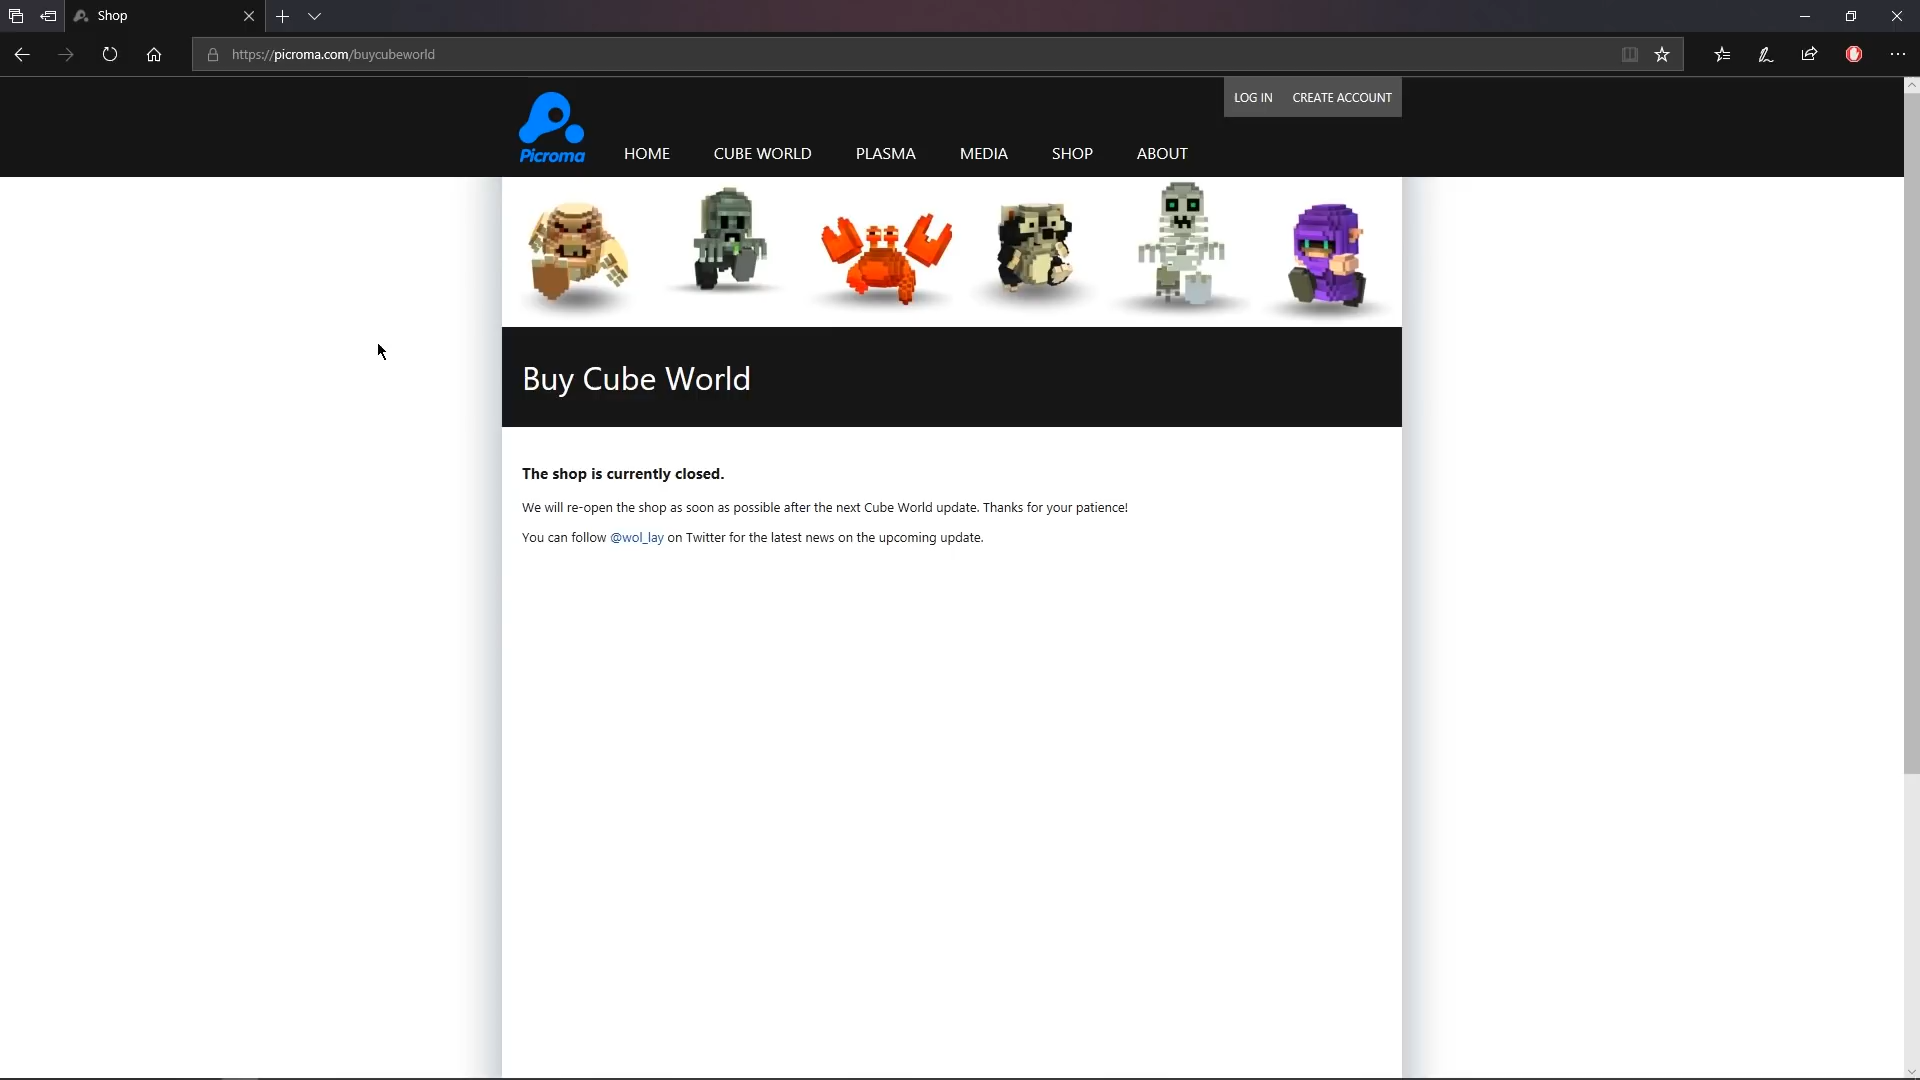 Shop
https://picroma.com/buycubeworld
LOG IN CREATE ACCOUNT
Picroma
HOME CUBE WORLD PLASMA MEDIA SHOP ABOUT
Buy Cube World
The shop is currently closed.
We will re-open the shop as soon as possible after the next Cube World update. Thanks for your patience!
You can follow @wol_lay on Twitter for the latest news on the upcoming update.